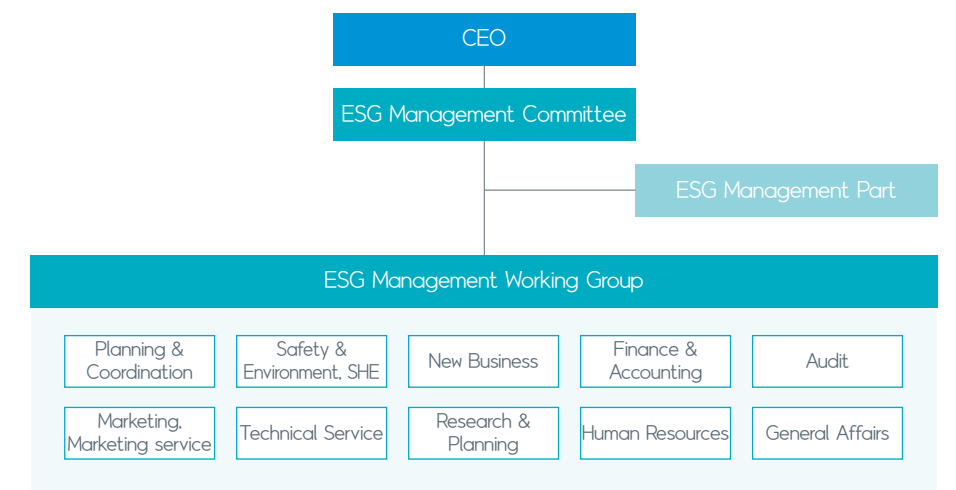 CEO
ESG Management Committee
ESG Management Part
ESG Management Working Group
Planning &
Coordination
Safety &
Environment, SHE
New Business
Finance &
Accounting
Audit
Marketing,
Marketing service
Technical Service
Research &
Planning
Human Resources
General Affairs